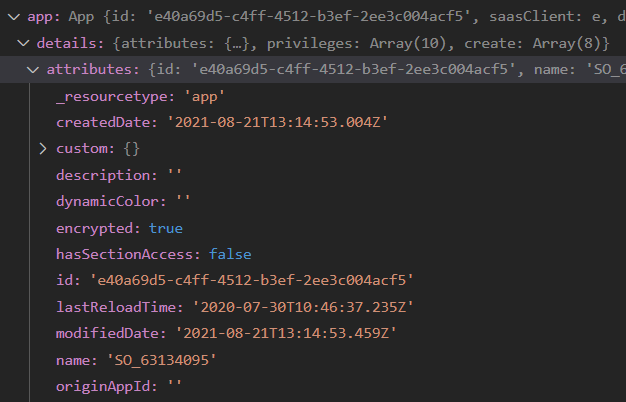 app: App {id: 'e40a69d5-c4ff-4512-b3ef-2ee3c004acf5', saasClient: e, d
details: {attributes: {…}, privileges: Array(10), create: Array(8)}
attributes: {id: 'e40a69d5-c4ff-4512-b3ef-2ee3c004acf5', name: 'SO_6
_resourcetype: 'app'
createdDate: '2021-08-21T13:14:53.004Z'
custom: {}
description: ''
dynamicColor: ''
encrypted: true
hasSectionAccess: false
id: 'e40a69d5-c4ff-4512-b3ef-2ee3c004acf5'
lastReloadTime: '2020-07-30T10:46:37.235Z'
modifiedDate: '2021-08-21T13:14:53.459Z'
name: 'SO_63134095'
originAppId: ''